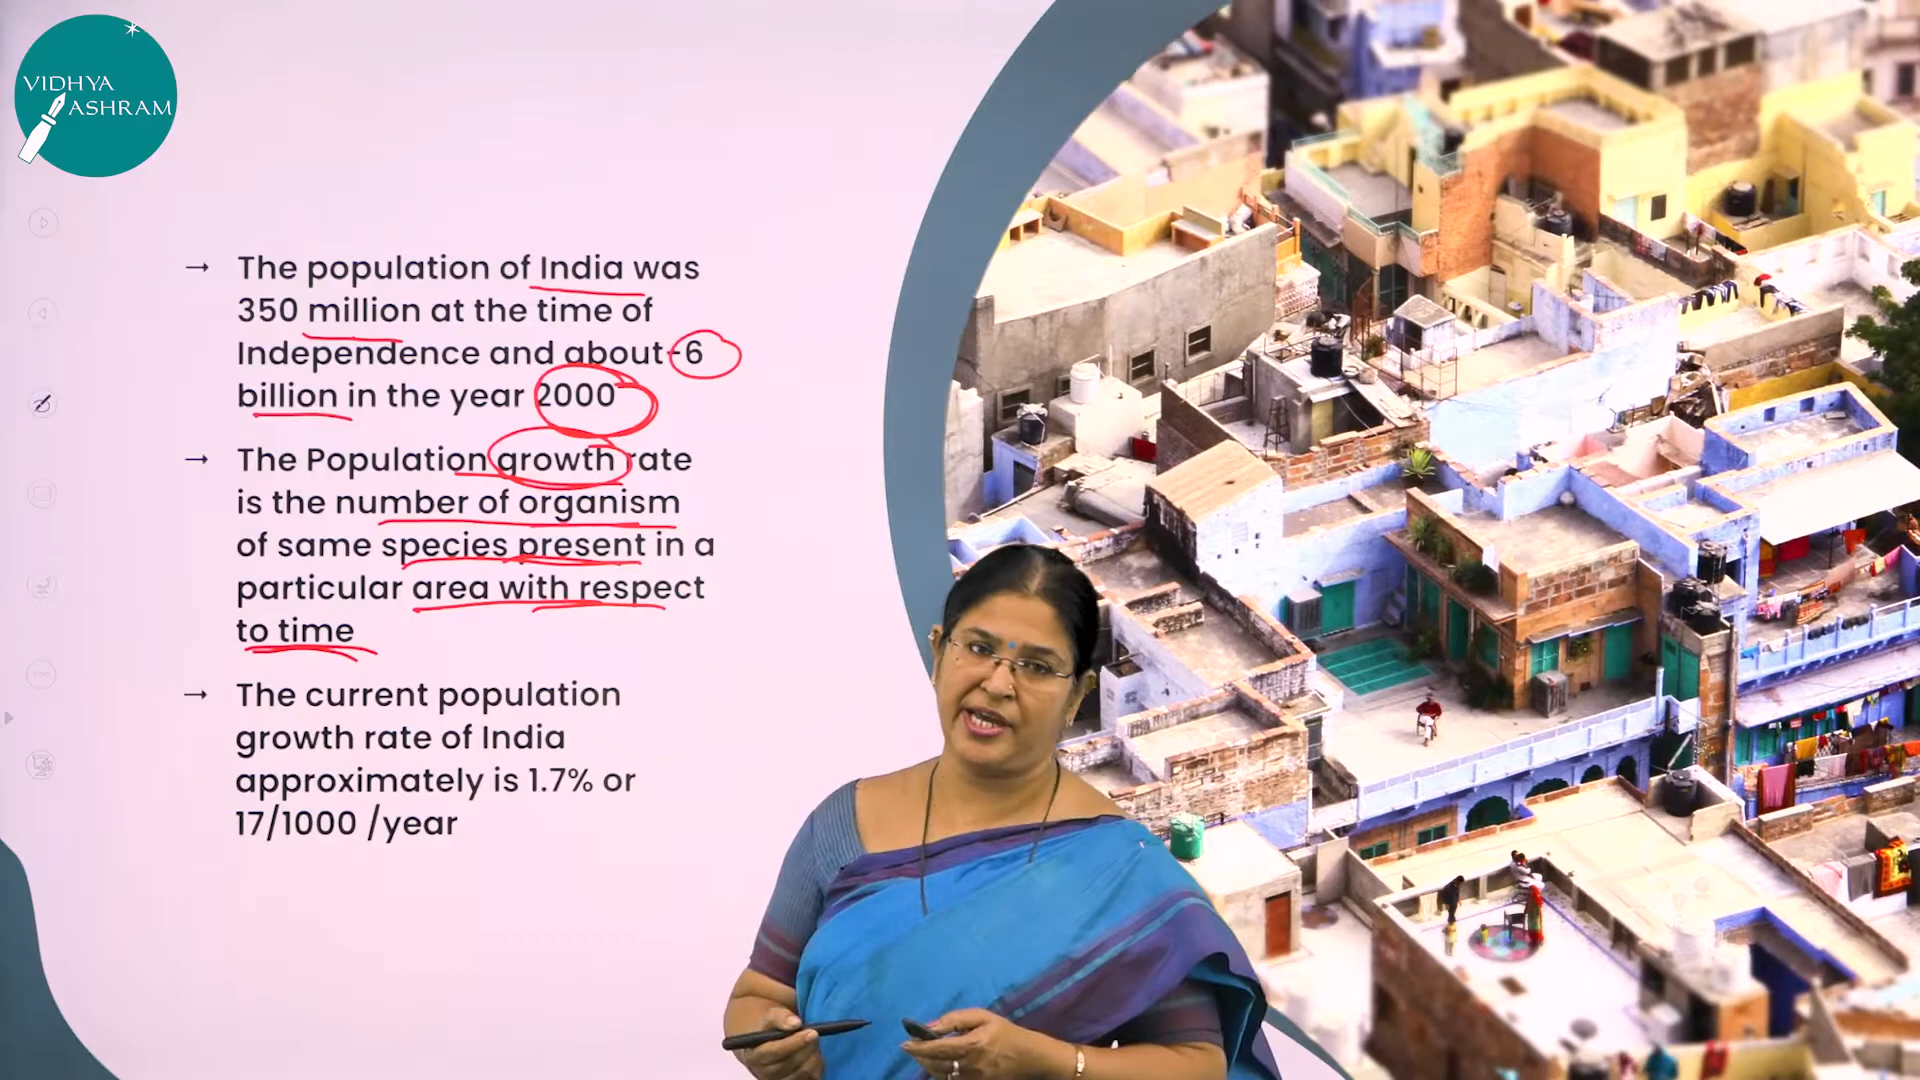 VIDHYA
ASHRAM
→ The population of India was
350 million at the time of
Independence and about -6
billion in the year 2000
→ The Population growth rate
is the number of organism
of same species present in a
particular area with respect
to time
→ The current population
growth rate of India
approximately is 1.7% or
17/1000 /year